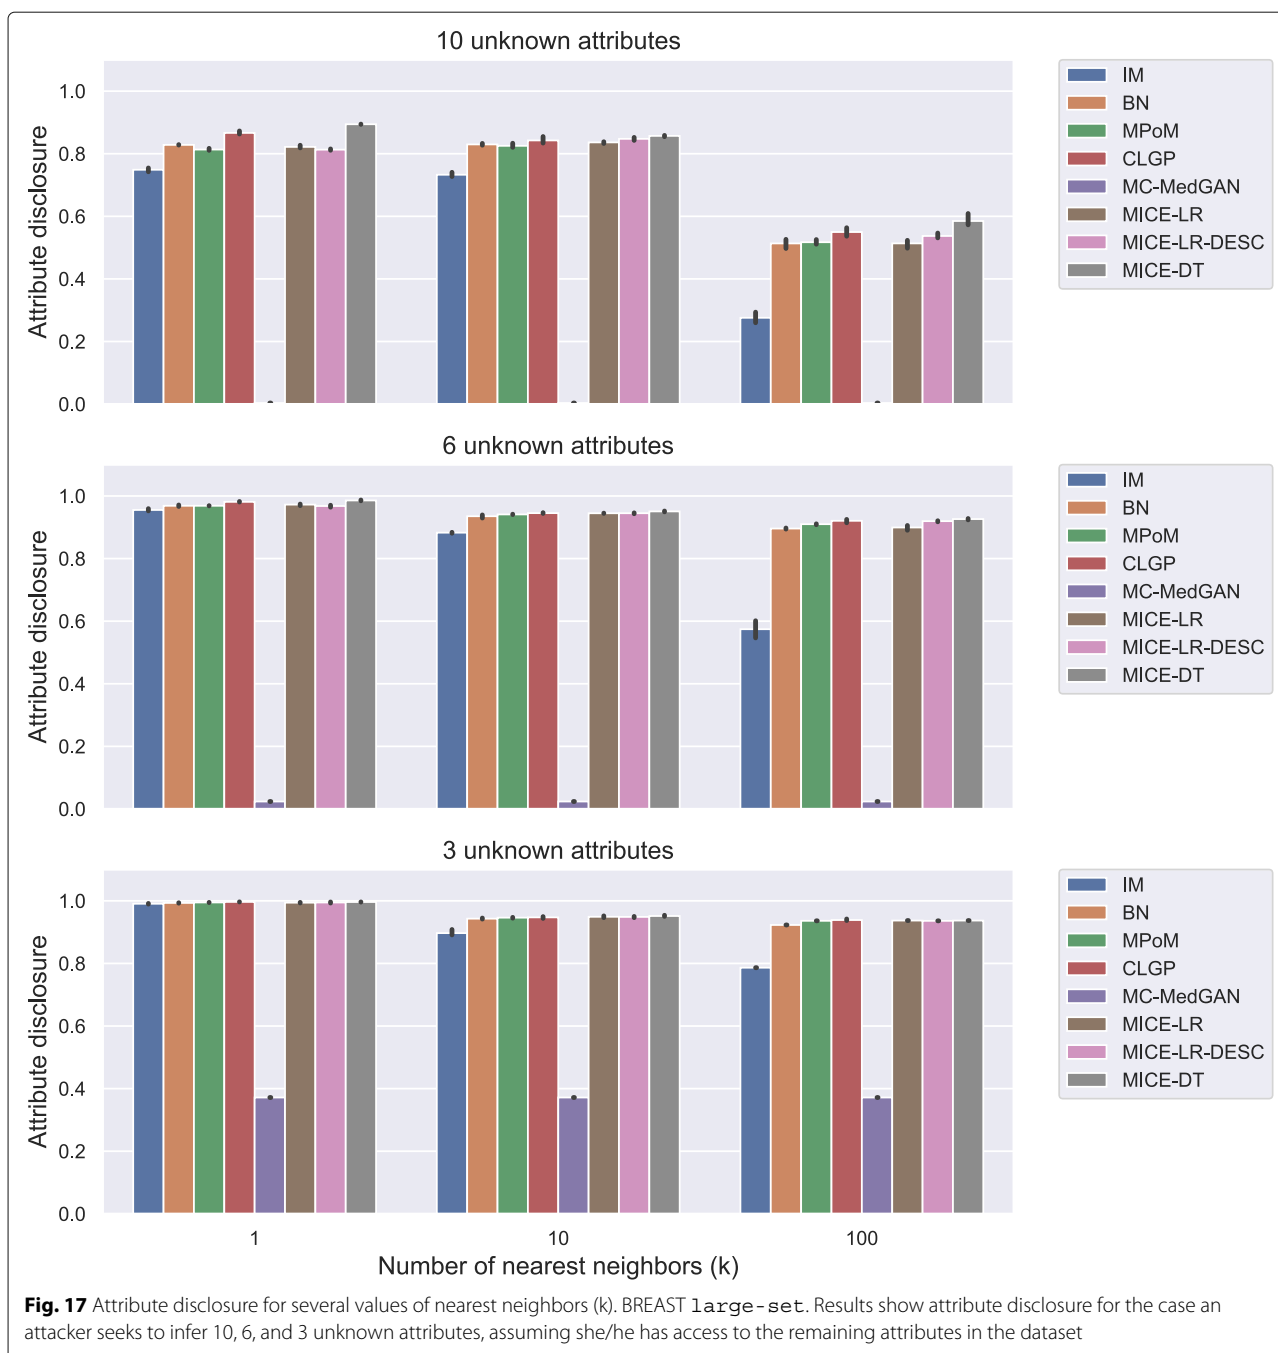 10 unknown attributes
Attribute disclosure
1.0
0.8
0.6
0.4
0.2
0.0
IM
BN
MPoM
CLGP
MC-MedGAN
MICE-LR
MICE-LR-DESC
MICE-DT
6 unknown attributes
Attribute disclosure
1.0
0.8
0.6
0.4
0.2
0.0
IM
BN
MPoM
CLGP
MC-MedGAN
MICE-LR
MICE-LR-DESC
MICE-DT
3 unknown attributes
Attribute disclosure
1.0
0.8
0.6
0.4
0.2
0.0
IM
BN
MPoM
CLGP
MC-MedGAN
MICE-LR
MICE-LR-DESC
MICE-DT
1 10 100
Number of nearest neighbors (k)
Fig. 17 Attribute disclosure for several values of nearest neighbors (k). BREAST large-set. Results show attribute disclosure for the case an
attacker seeks to infer 10, 6, and 3 unknown attributes, assuming she/he has access to the remaining attributes in the dataset